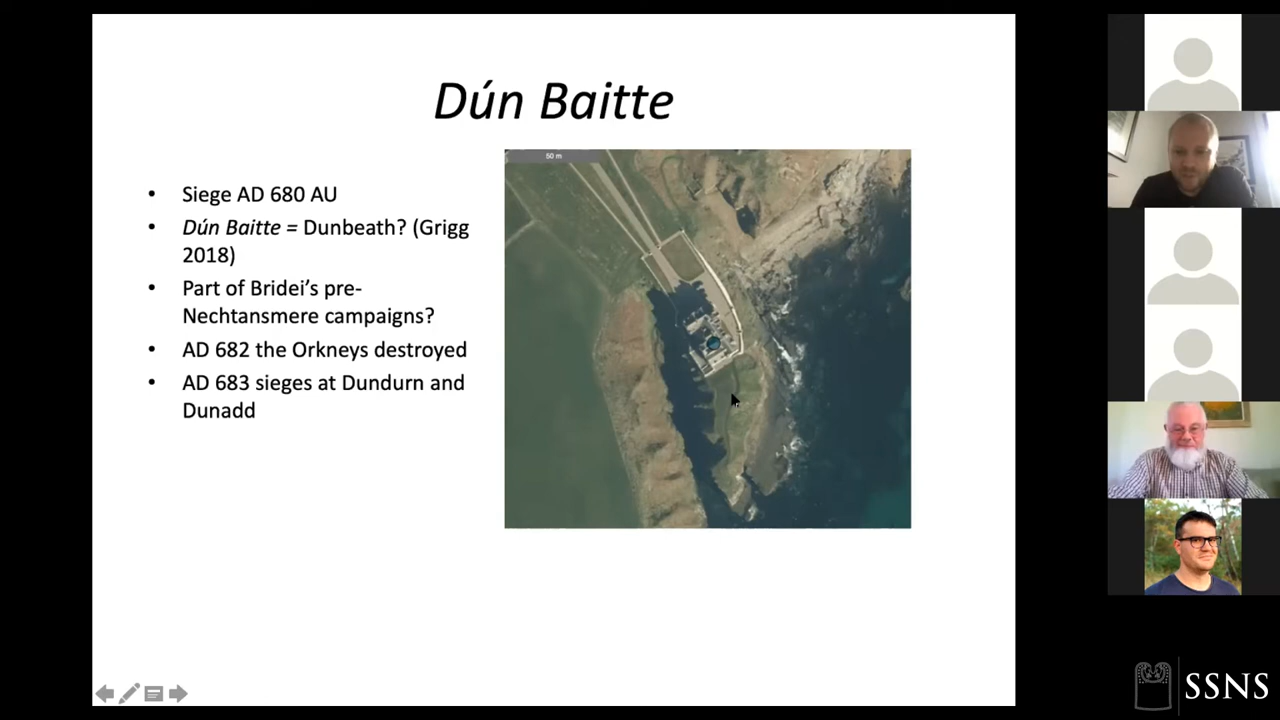 Dún Baitte
50 m
• Siege AD 680 AU
• Dún Baitte = Dunbeath? (Grigg
2018)
• Part of Bridei’s pre-
Nechtansmere campaigns?
• AD 682 the Orkneys destroyed
• AD 683 sieges at Dundurn and
Dunadd
SSNS